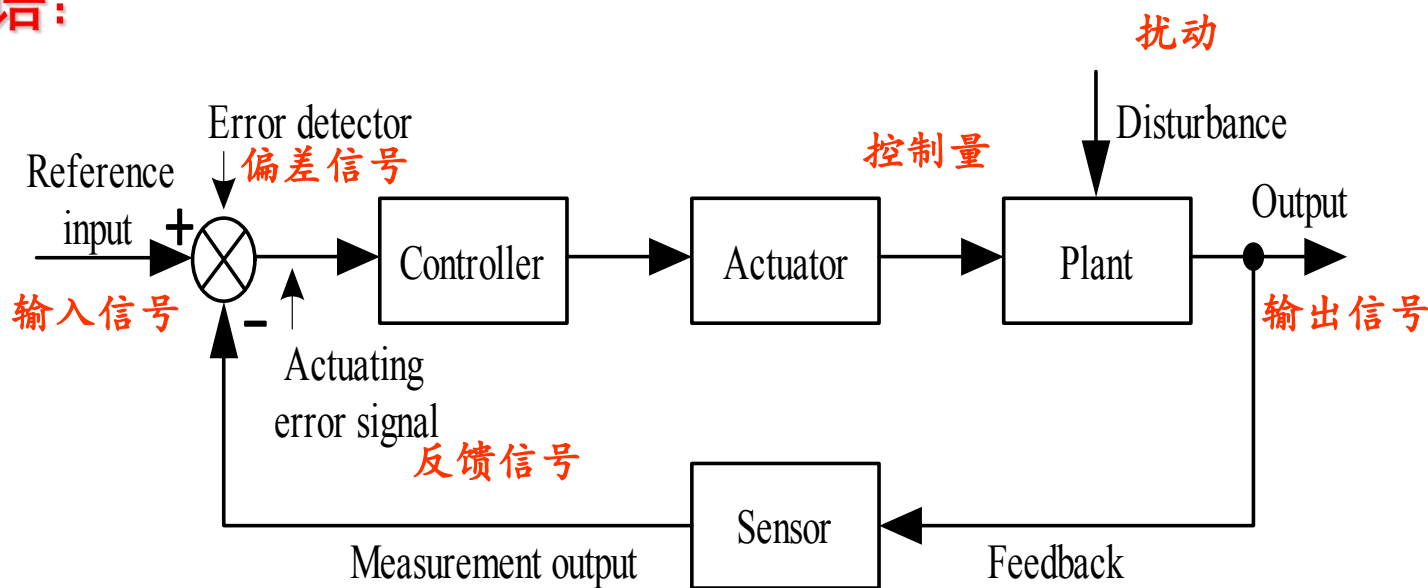 语：
扰动
Error detector
Disturbance
偏差信号
控制量
Reference
input
+
Output
Controller
Actuator
Plant
输入信号
-
输出信号
Actuating
error signal
反馈信号
Sensor
Measurement output
Feedback